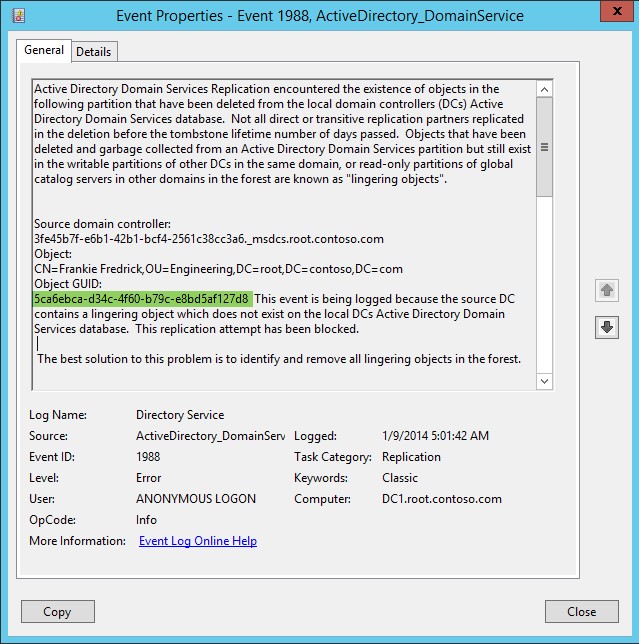 Event Properties - Event 1988, ActiveDirectory_DomainService
X
General
Details
Active Directory Domain Services Replication encountered the existence of objects in the
following partition that have been deleted from the local domain controllers (DCs) Active
Directory Domain Services database.  Not all direct or transitive replication partners replicated
in the deletion before the tombstone lifetime number of days passed.  Objects that have been
deleted and garbage collected from an Active Directory Domain Services partition but still exist
in the writable partitions of other DCs in the same domain, or read-only partitions of global
catalog servers in other domains in the forest are known as "lingering objects".
Source domain controller:
3fe45b7f-e6b1-42b1-bcf4-2561c38cc3a6._msdcs.root.contoso.com
Object:
CN=Frankie Fredrick,OU=Engineering,DC=root,DC=contoso,DC=com
Object GUID:
5ca6ebca-d34c-4f60-b79c-e8bd5af127d8 This event is being logged because the source DC
contains a lingering object which does not exist on the local DCs Active Directory Domain
Services database.  This replication attempt has been blocked.
The best solution to this problem is to identify and remove all lingering objects in the forest.
Log Name: Directory Service
Source: ActiveDirectory_DomainServ Logged: 1/9/2014 5:01:42 AM
Event ID: 1988 Task Category: Replication
Level: Error Keywords: Classic
User: ANONYMOUS LOGON Computer: DC1.root.contoso.com
OpCode: Info
More Information: Event Log Online Help
Copy
Close